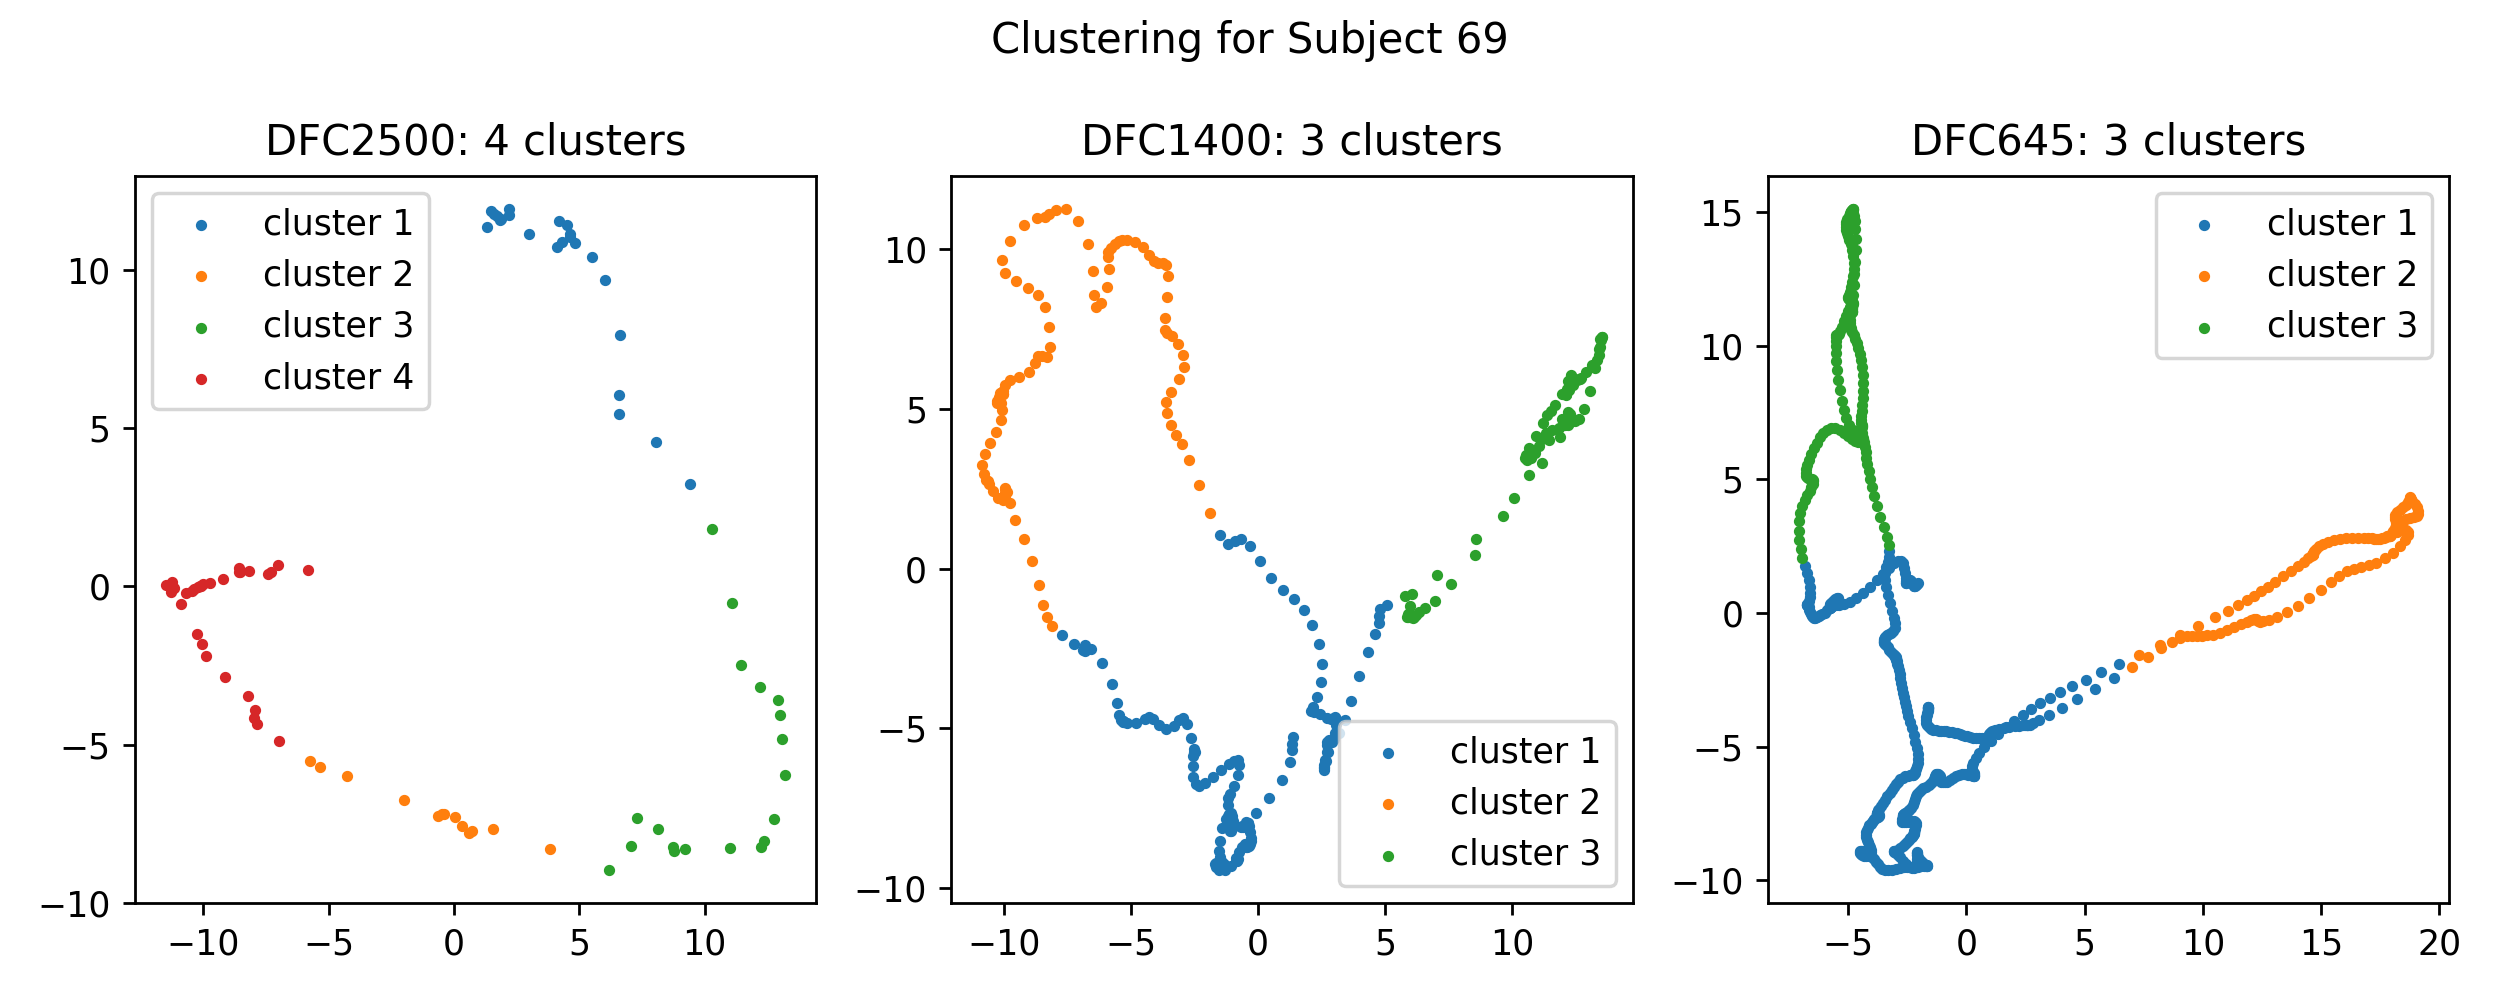 Clustering for Subject 69
DFC2500: 4 clusters
cluster 1
cluster 2
cluster 3
cluster 4
10
5
0
−5
−10
−10
−5
0
5
10
DFC1400: 3 clusters
10
5
0
−5
−10
cluster 1
cluster 2
cluster 3
−10
−5
0
5
10
DFC645: 3 clusters
cluster 1
cluster 2
cluster 3
15
10
5
0
−5
−10
−5
0
5
10
15
20